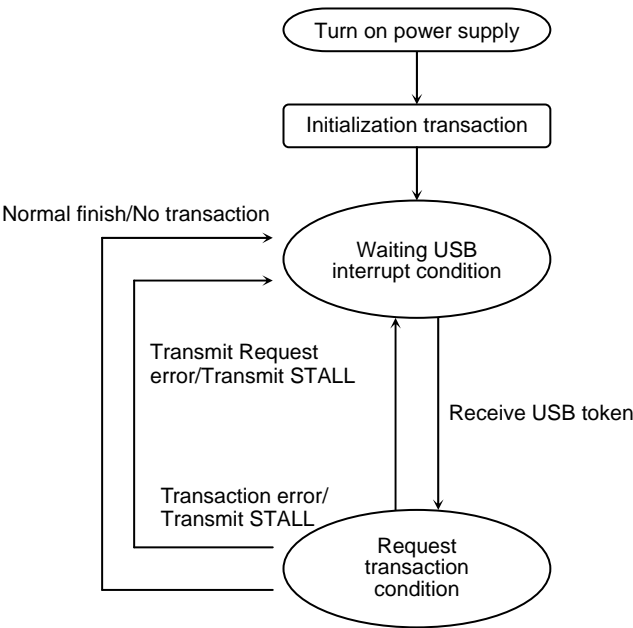 Turn on power supply
Initialization transaction
Normal finish/No transaction
Waiting USB
interrupt condition
Transmit Request
error/Transmit STALL
Receive USB token
Transaction error/
Transmit STALL
Request
transaction
condition